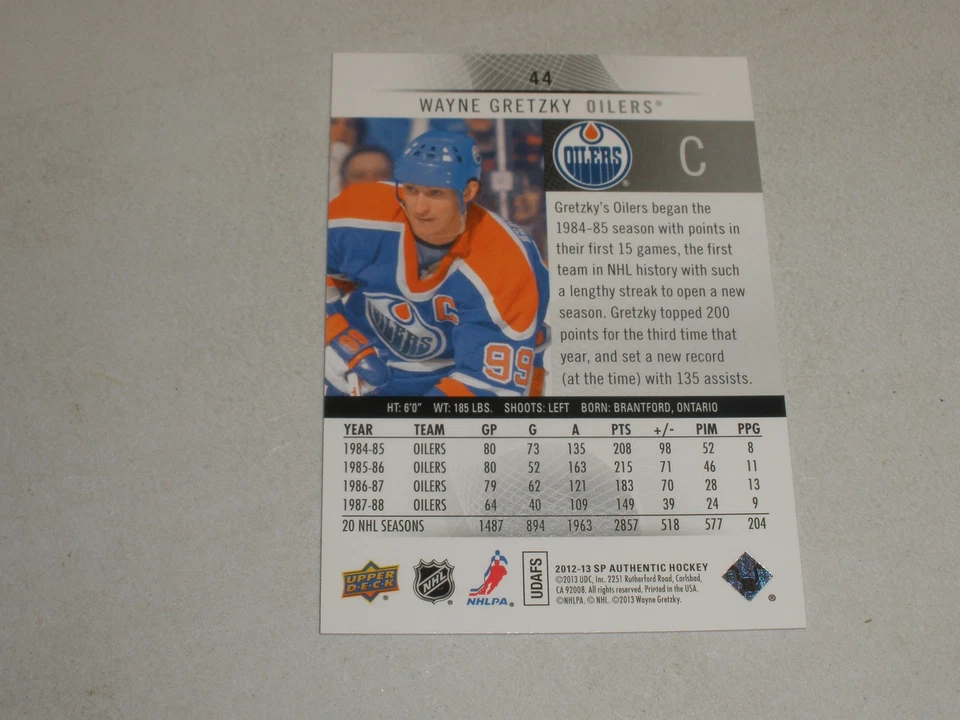 44
WAYNE GRETZKY OILERS®
OILERS ®
C
Gretzky's Oilers began the
1984-85 season with points in
their first 15 games, the first
team in NHL history with such
a lengthy streak to open a new
season. Gretzky topped 200
points for the third time that
year, and set a new record
(at the time) with 135 assists.
C
OILERS
99
HT: 6'0" WT: 185 LBS. SHOOTS: LEFT BORN: BRANTFORD, ONTARIO
YEAR TEAM GP G A PTS +/- PIM PPG
1984-85 OILERS 80 73 135 208 98 52 8
1985-86 OILERS 80 52 163 215 71 46 11
1986-87 OILERS 79 62 121 183 70 28 13
1987-88 OILERS 64 40 109 149 39 24 9
20 NHL SEASONS 1487 894 1963 2857 518 577 204
UPPER
D·E·C·K
NHL
NHLPA®
UDAFS
2012-13 SP AUTHENTIC HOCKEY
©2013 UDC, Inc. 2251 Rutherford Road, Carlsbad,
CA 92008. All rights reserved. Printed in the USA.
©NHLPA. © NHL. ©2013 Wayne Gretzky.
®